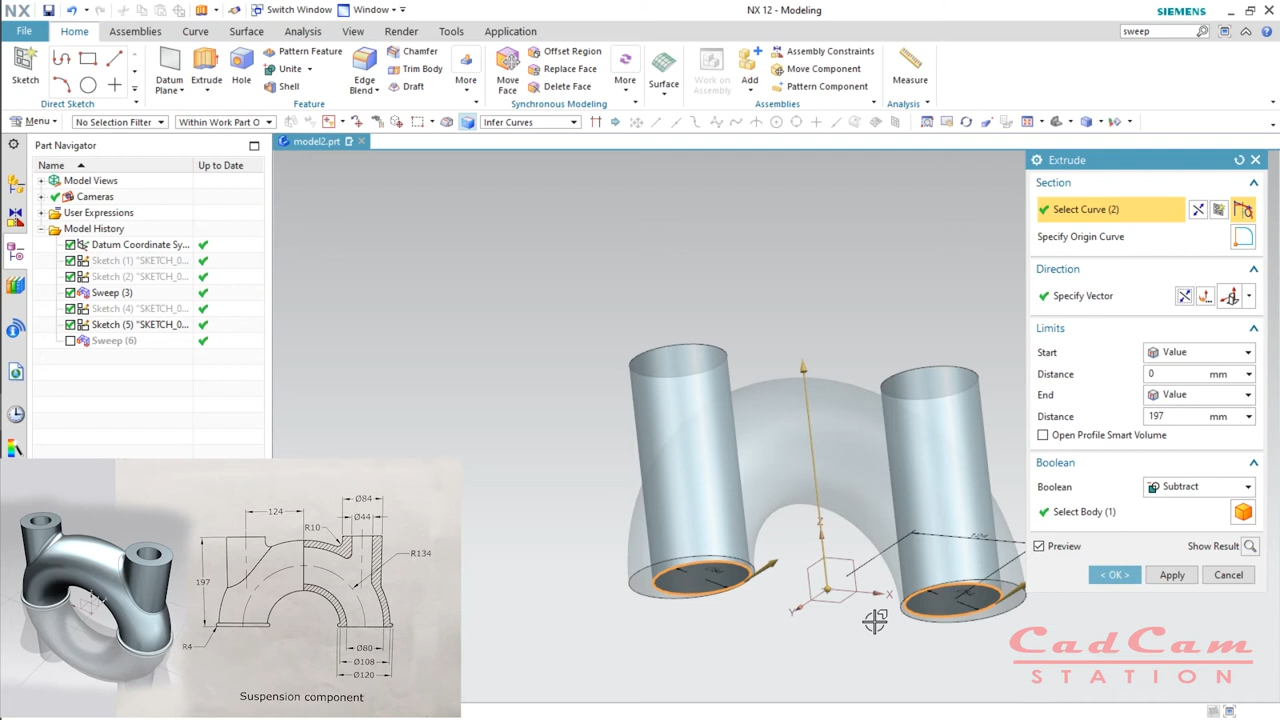 NX
Switch Window
Window
NX 12 - Modeling
SIEMENS
File
Home
Assemblies
Curve
Surface
Analysis
View
Render
Tools
Application
sweep
Sketch
Direct Sketch
Datum
Plane
Extrude
Hole
Pattern Feature
Unite
Shell
Edge
Blend
Chamfer
Trim Body
Draft
More
Feature
Move
Face
Offset Region
Replace Face
Delete Face
More
Synchronous Modeling
Surface
Work on
Assembly
Add
Assembly Constraints
Move Component
Pattern Component
Assemblies
Measure
Analysis
Menu
No Selection Filter
Within Work Part O
Infer Curves
Part Navigator
Name
Up to Date
Model Views
Cameras
User Expressions
Model History
Datum Coordinate Sy...
Sketch (1) "SKETCH_0...
Sketch (2) "SKETCH_0...
Sweep (3)
Sketch (4) "SKETCH_0...
Sketch (5) "SKETCH_0...
Sweep (6)
model2.prt
Z
X
Y
Extrude
Section
Select Curve (2)
Specify Origin Curve
Direction
Specify Vector
Limits
Start
Value
Distance
0 mm
End
Value
Distance
197 mm
Open Profile Smart Volume
Boolean
Boolean
Subtract
Select Body (1)
Preview
Show Result
< OK >
Apply
Cancel
Ø84
124
Ø44
R10
R134
197
R4
Ø80
Ø108
Ø120
Suspension component
CadCam
STATION